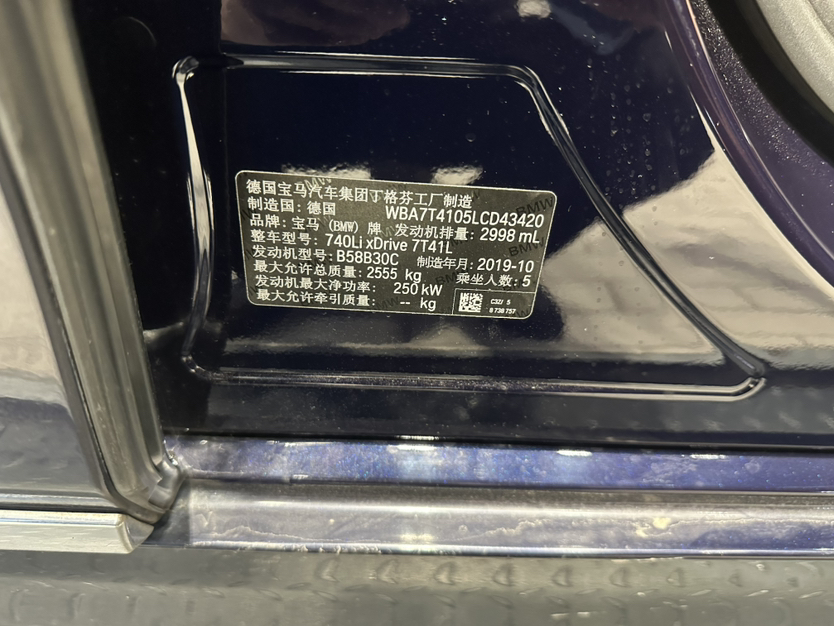 德国宝马汽车集团丁格芬工厂制造
制造国：德国 WBA7T4105LCD43420
品牌：宝马（BMW）牌 发动机排量：2998 mL
整车型号：740Li xDrive 7T41L
发动机型号：B58B30C 制造年月：2019-10
最大允许总质量：2555 kg 乘坐人数：5
发动机最大净功率： 250 kW
最大允许牵引质量： -- kg
C3ZJ 5
8 738 757